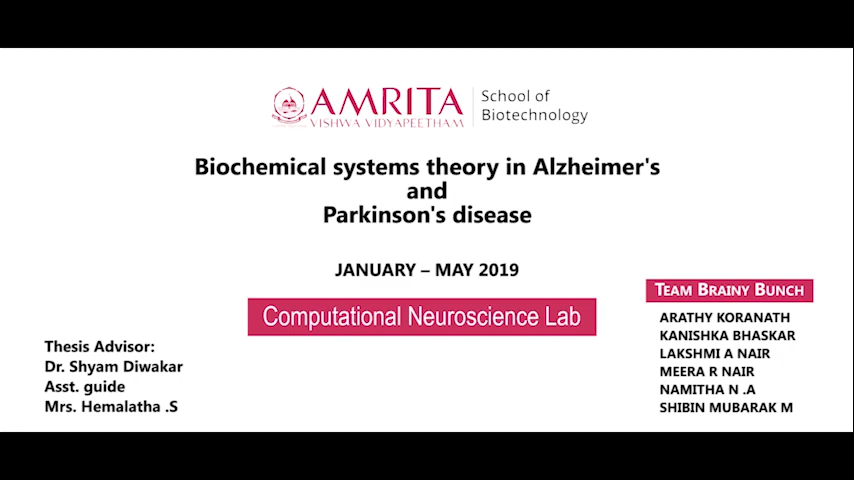 AMRITA
VISHWA VIDYAPEETHAM
School of
Biotechnology
Biochemical systems theory in Alzheimer's
and
Parkinson's disease
JANUARY – MAY 2019
Computational Neuroscience Lab
Thesis Advisor:
Dr. Shyam Diwakar
Asst. guide
Mrs. Hemalatha .S
TEAM BRAINY BUNCH
ARATHY KORANATH
KANISHKA BHASKAR
LAKSHMI A NAIR
MEERA R NAIR
NAMITHA N .A
SHIBIN MUBARAK M